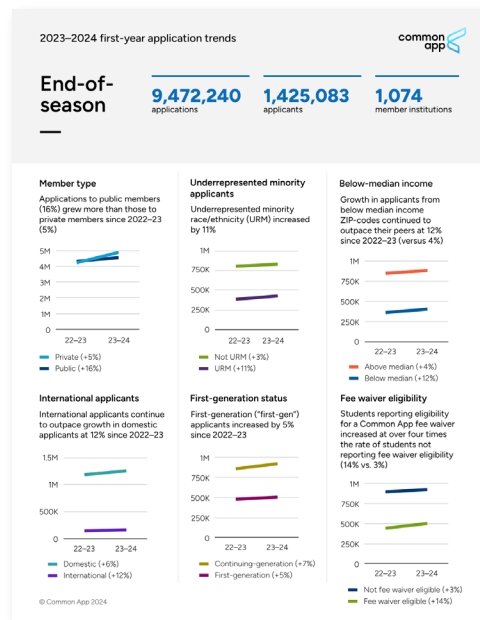 2023–2024 first-year application trends
common
app
End-of-
season
9,472,240
applications
1,425,083
applicants
1,074
member institutions
Member type
Applications to public members
(16%) grew more than those to
private members since 2022–23
(5%)
5M
4M
3M
2M
1M
0
22–23
23–24
Private (+5%)
Public (+16%)
Underrepresented minority
applicants
Underrepresented minority
race/ethnicity (URM) increased
by 11%
1M
750K
500K
250K
0
22–23
23–24
Not URM (+3%)
URM (+11%)
Below-median income
Growth in applicants from
below median income
ZIP-codes continued to
outpace their peers at 12%
since 2022–23 (versus 4%)
1M
750K
500K
250K
0
22–23
23–24
Above median (+4%)
Below median (+12%)
International applicants
International applicants continue
to outpace growth in domestic
applicants at 12% since 2022–23
1.5M
1M
500K
0
22–23
23–24
Domestic (+6%)
International (+12%)
First-generation status
First-generation (“first-gen”)
applicants increased by 5%
since 2022–23
1M
750K
500K
250K
0
22–23
23–24
Continuing-generation (+7%)
First-generation (+5%)
Fee waiver eligibility
Students reporting eligibility
for a Common App fee waiver
increased at over four times
the rate of students not
reporting fee waiver eligibility
(14% vs. 3%)
1M
750K
450K
250K
0
22–23
23–24
Not fee waiver eligible (+3%)
Fee waiver eligible (+14%)
© Common App 2024